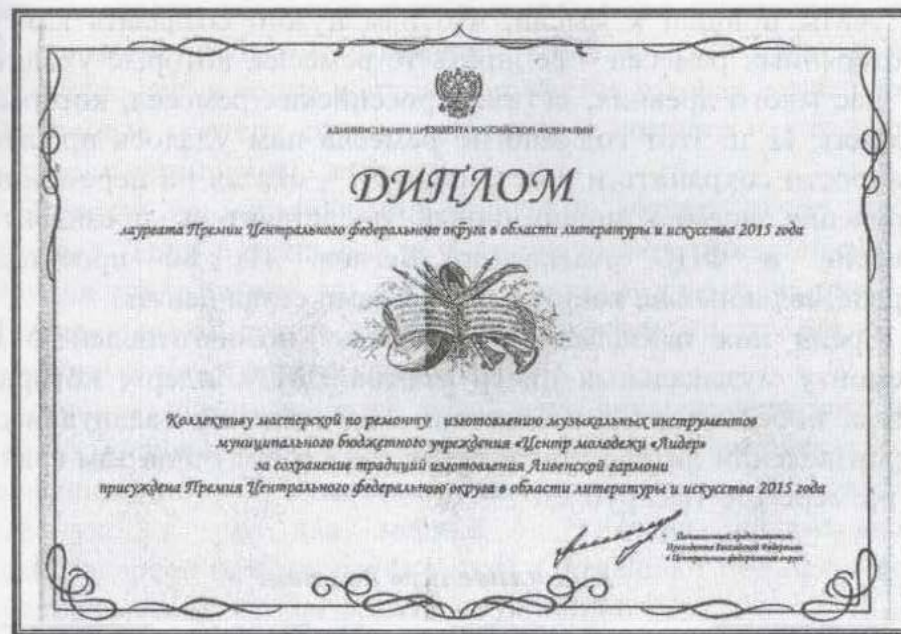 АДМИНИСТРАЦИЯ ПРЕЗИДЕНТА РОССИЙСКОЙ ФЕДЕРАЦИИ
ДИПЛОМ
лауреата Премии Центрального федерального округа в области литературы и искусства 2015 года
Коллективу мастерской по ремонту изготовлению музыкальных инструментов
муниципального бюджетного учреждения «Центр молодежи «Лидер»
за сохранение традиций изготовления Ливенской гармони
присуждена Премия Центрального федерального округа в области литературы и искусства 2015 года
Полномочный представитель
Президента Российской Федерации
в Центральном федеральном округе